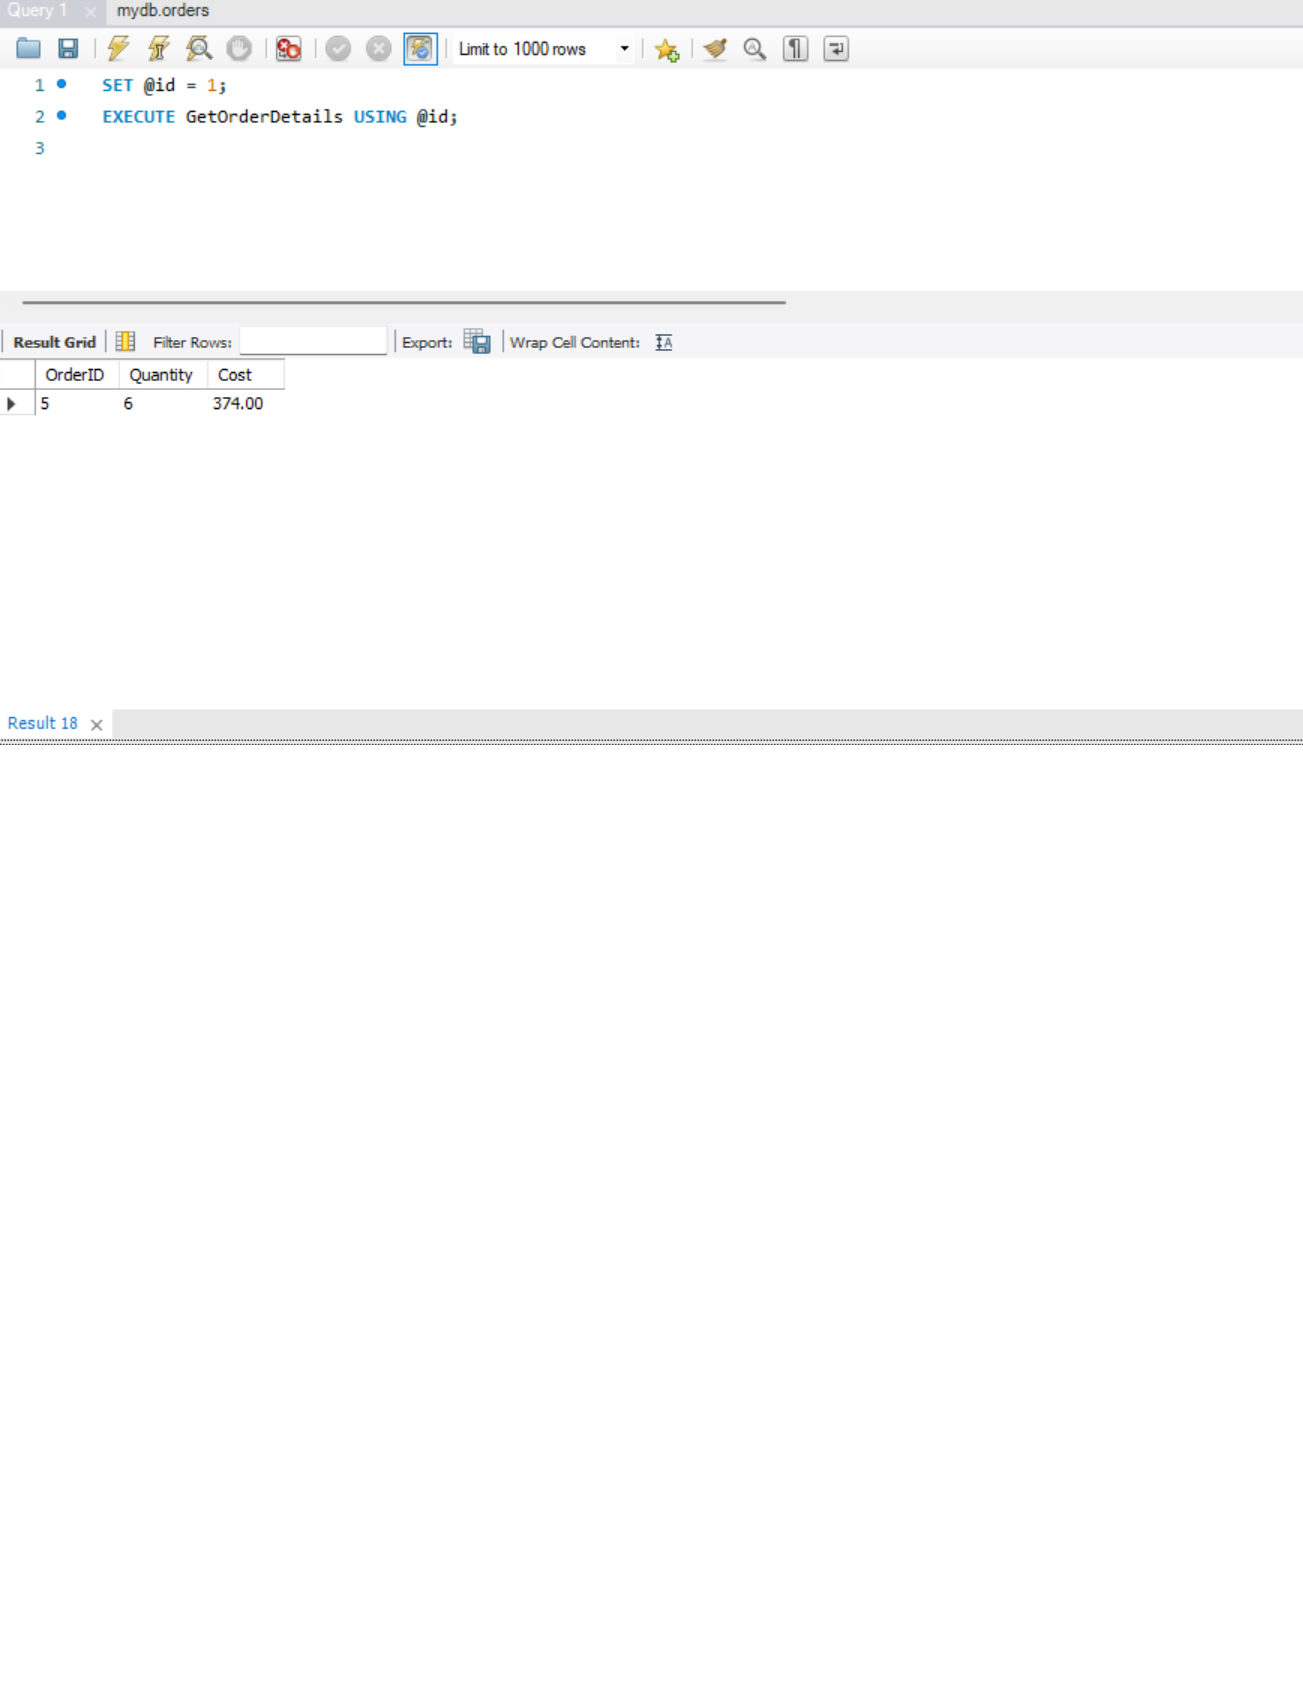 Query 1 mydb.orders
Limit to 1000 rows
1 SET @id = 1;
2 EXECUTE GetOrderDetails USING @id;
3
Result Grid Filter Rows: Export: Wrap Cell Content:
OrderID Quantity Cost
5 6 374.00
Result 18